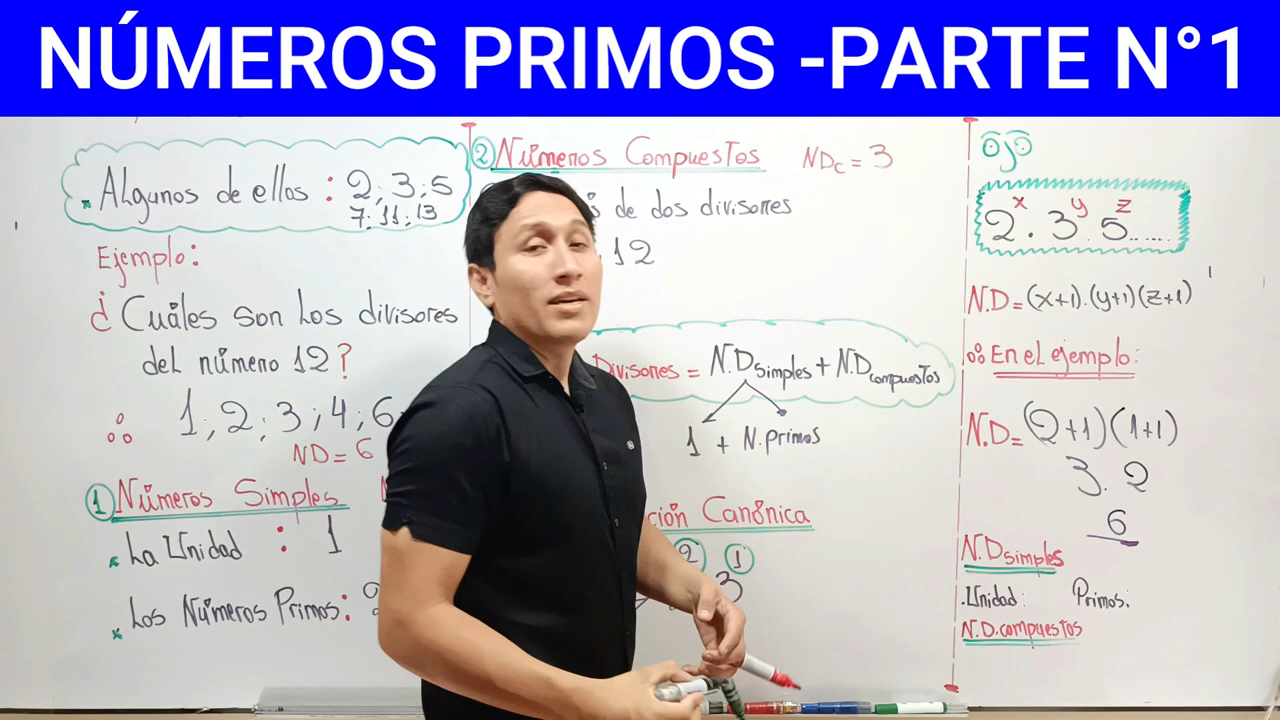 NÚMEROS PRIMOS -PARTE N°1
Algunos de ellos : 2; 3; 5
7; 11; 13
Ejemplo:
¿Cuáles son los divisores
del número 12?
∴ 1; 2; 3; 4; 6
ND= 6
1 Números Simples
La Unidad : 1
Los Números Primos:
2 Números Compuestos NDc = 3
de dos divisores
12
Divisores = N.Dsimples + N.Dcompuestos
1 + N.primos
ción Canónica
2 1
3
Ojo
2^x . 3^y 5^z......
N.D=(x+1).(y+1)(z+1)
∴ En el ejemplo:
N.D=(2+1)(1+1)
3. 2
6
N.Dsimples
.Unidad: Primos:
N.D.compuestos